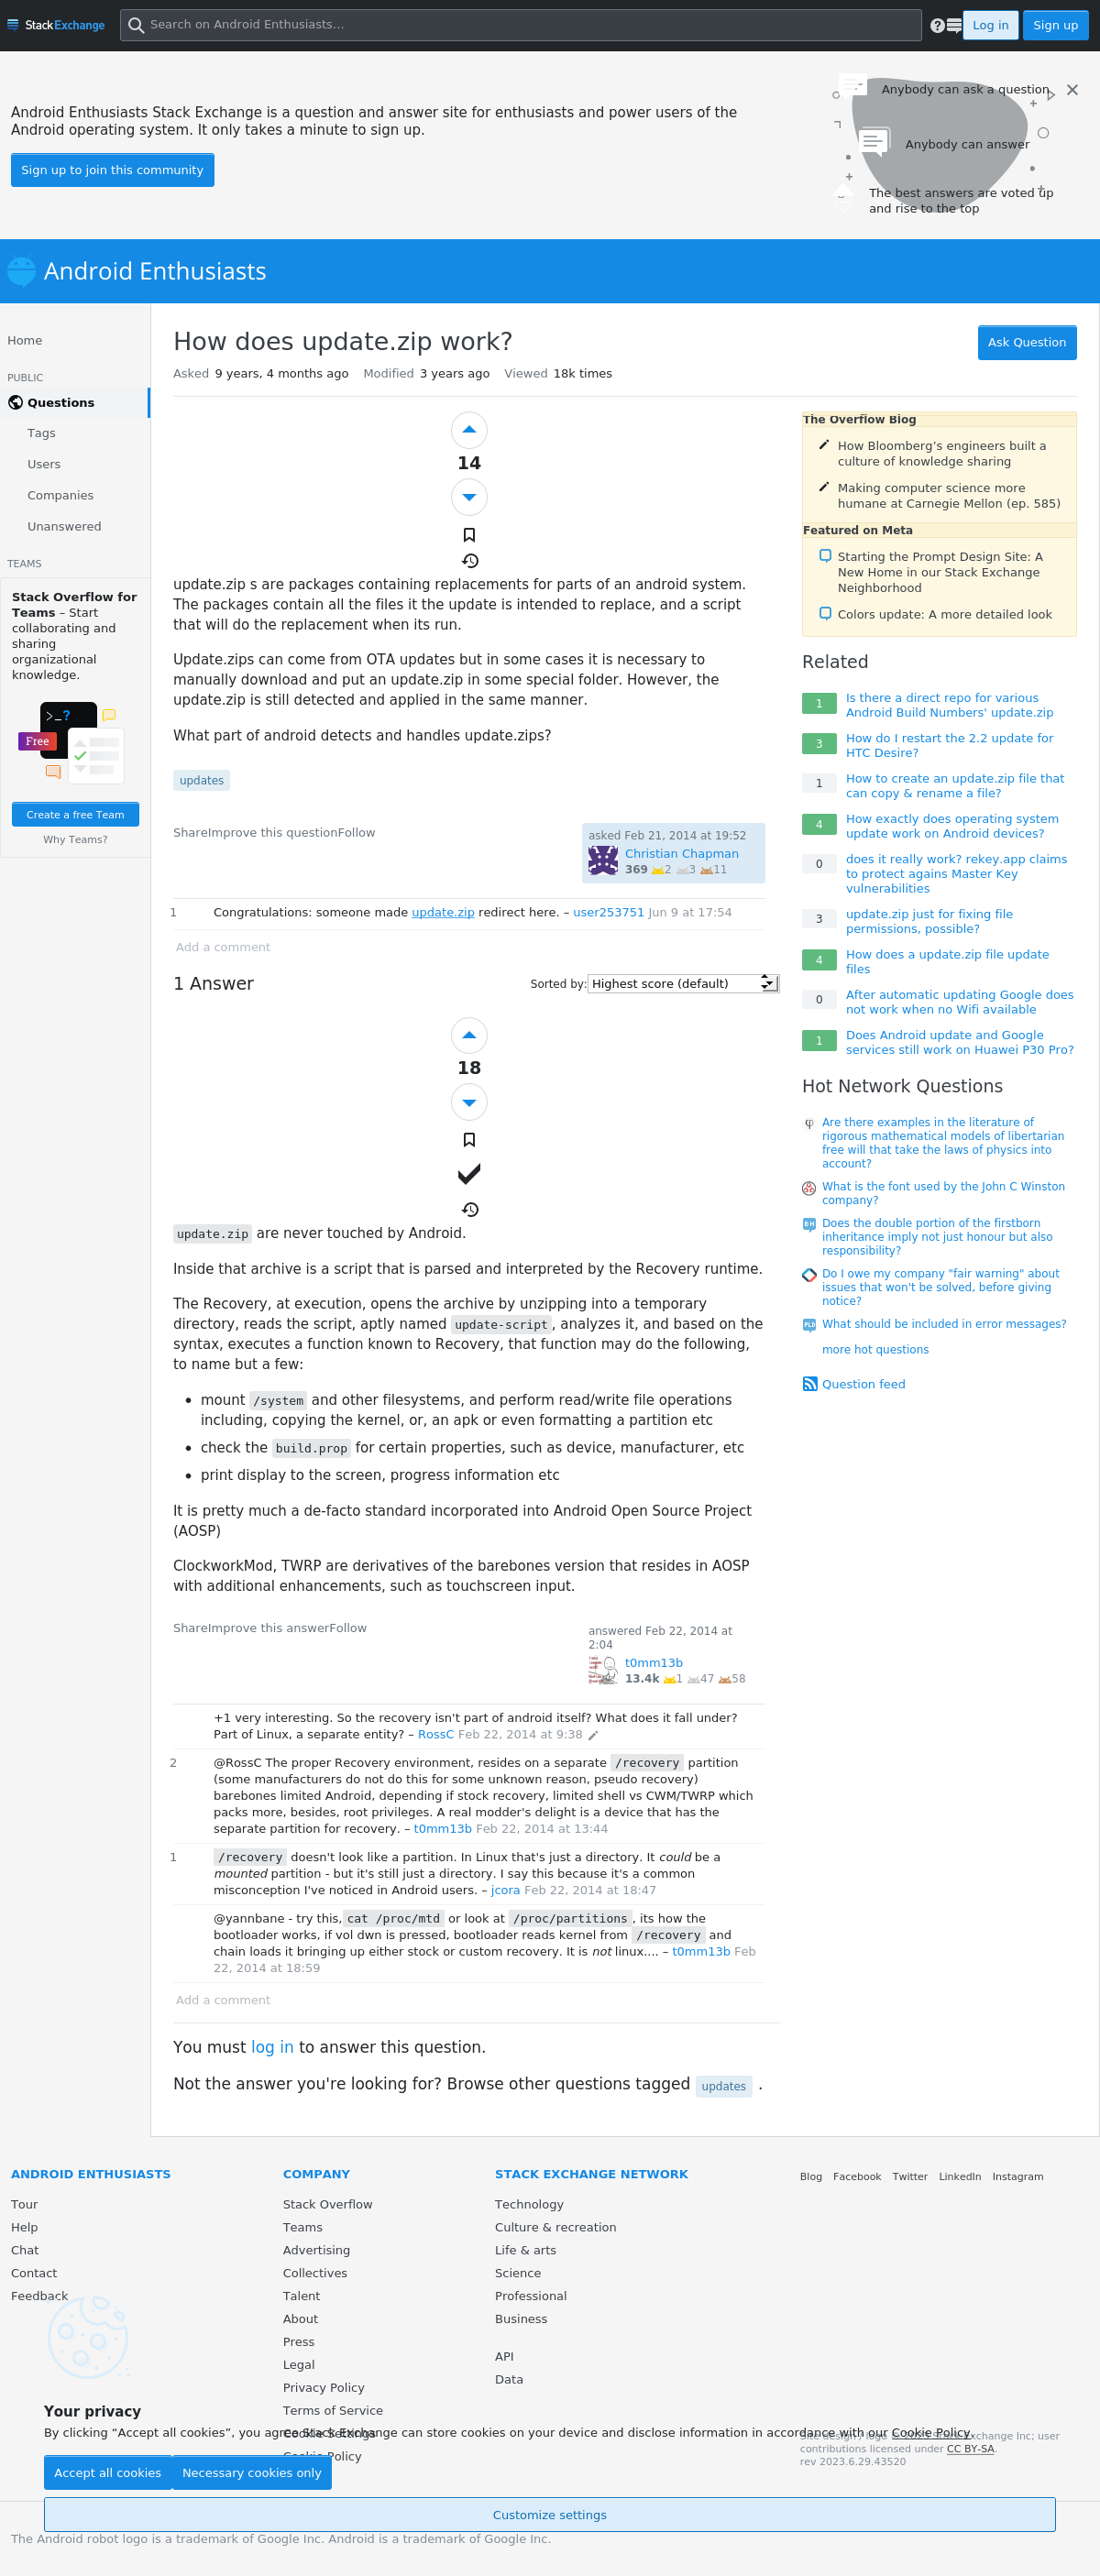 StackExchange
Search on Android Enthusiasts…
Log in
Sign up
Android Enthusiasts Stack Exchange is a question and answer site for enthusiasts and power users of the
Android operating system. It only takes a minute to sign up.
Sign up to join this community
Anybody can ask a question
Anybody can answer
The best answers are voted up
and rise to the top
Android Enthusiasts
Home
PUBLIC
Questions
Tags
Users
Companies
Unanswered
TEAMS
Stack Overflow for
Teams – Start
collaborating and
sharing
organizational
knowledge.
>_?
Free
Create a free Team
Why Teams?
How does update.zip work?
Ask Question
Asked 9 years, 4 months ago Modified 3 years ago Viewed 18k times
14
update.zip s are packages containing replacements for parts of an android system.
The packages contain all the files it the update is intended to replace, and a script
that will do the replacement when its run.
Update.zips can come from OTA updates but in some cases it is necessary to
manually download and put an update.zip in some special folder. However, the
update.zip is still detected and applied in the same manner.
What part of android detects and handles update.zips?
updates
ShareImprove this questionFollow
asked Feb 21, 2014 at 19:52
Christian Chapman
369 2 3 11
1 Congratulations: someone made update.zip redirect here. – user253751 Jun 9 at 17:54
Add a comment
1 Answer
Sorted by: Highest score (default)
18
update.zip are never touched by Android.
Inside that archive is a script that is parsed and interpreted by the Recovery runtime.
The Recovery, at execution, opens the archive by unzipping into a temporary
directory, reads the script, aptly named update-script, analyzes it, and based on the
syntax, executes a function known to Recovery, that function may do the following,
to name but a few:
• mount /system and other filesystems, and perform read/write file operations
including, copying the kernel, or, an apk or even formatting a partition etc
• check the build.prop for certain properties, such as device, manufacturer, etc
• print display to the screen, progress information etc
It is pretty much a de-facto standard incorporated into Android Open Source Project
(AOSP)
ClockworkMod, TWRP are derivatives of the barebones version that resides in AOSP
with additional enhancements, such as touchscreen input.
ShareImprove this answerFollow
answered Feb 22, 2014 at
2:04
t0mm13b
13.4k 1 47 58
+1 very interesting. So the recovery isn't part of android itself? What does it fall under?
Part of Linux, a separate entity? – RossC Feb 22, 2014 at 9:38
2 @RossC The proper Recovery environment, resides on a separate /recovery partition
(some manufacturers do not do this for some unknown reason, pseudo recovery)
barebones limited Android, depending if stock recovery, limited shell vs CWM/TWRP which
packs more, besides, root privileges. A real modder's delight is a device that has the
separate partition for recovery. – t0mm13b Feb 22, 2014 at 13:44
1 /recovery doesn't look like a partition. In Linux that's just a directory. It could be a
mounted partition - but it's still just a directory. I say this because it's a common
misconception I've noticed in Android users. – jcora Feb 22, 2014 at 18:47
@yannbane - try this, cat /proc/mtd or look at /proc/partitions, its how the
bootloader works, if vol dwn is pressed, bootloader reads kernel from /recovery and
chain loads it bringing up either stock or custom recovery. It is not linux.... – t0mm13b Feb
22, 2014 at 18:59
Add a comment
You must log in to answer this question.
Not the answer you're looking for? Browse other questions tagged updates .
The Overflow Blog
How Bloomberg’s engineers built a
culture of knowledge sharing
Making computer science more
humane at Carnegie Mellon (ep. 585)
Featured on Meta
Starting the Prompt Design Site: A
New Home in our Stack Exchange
Neighborhood
Colors update: A more detailed look
Related
1 Is there a direct repo for various
Android Build Numbers' update.zip
3 How do I restart the 2.2 update for
HTC Desire?
1 How to create an update.zip file that
can copy & rename a file?
4 How exactly does operating system
update work on Android devices?
0 does it really work? rekey.app claims
to protect agains Master Key
vulnerabilities
3 update.zip just for fixing file
permissions, possible?
4 How does a update.zip file update
files
0 After automatic updating Google does
not work when no Wifi available
1 Does Android update and Google
services still work on Huawei P30 Pro?
Hot Network Questions
φ Are there examples in the literature of
rigorous mathematical models of libertarian
free will that take the laws of physics into
account?
What is the font used by the John C Winston
company?
BH Does the double portion of the firstborn
inheritance imply not just honour but also
responsibility?
Do I owe my company "fair warning" about
issues that won't be solved, before giving
notice?
What should be included in error messages?
more hot questions
Question feed
ANDROID ENTHUSIASTS
Tour
Help
Chat
Contact
Feedback
COMPANY
Stack Overflow
Teams
Advertising
Collectives
Talent
About
Press
Legal
Privacy Policy
Terms of Service
Cookie Settings
Cookie Policy
STACK EXCHANGE NETWORK
Technology
Culture & recreation
Life & arts
Science
Professional
Business
API
Data
Blog Facebook Twitter LinkedIn Instagram
Site design / logo © 2023 Stack Exchange Inc; user
contributions licensed under CC BY-SA.
rev 2023.6.29.43520
Your privacy
By clicking “Accept all cookies”, you agree Stack Exchange can store cookies on your device and disclose information in accordance with our Cookie Policy.
Accept all cookies
Necessary cookies only
Customize settings
The Android robot logo is a trademark of Google Inc. Android is a trademark of Google Inc.